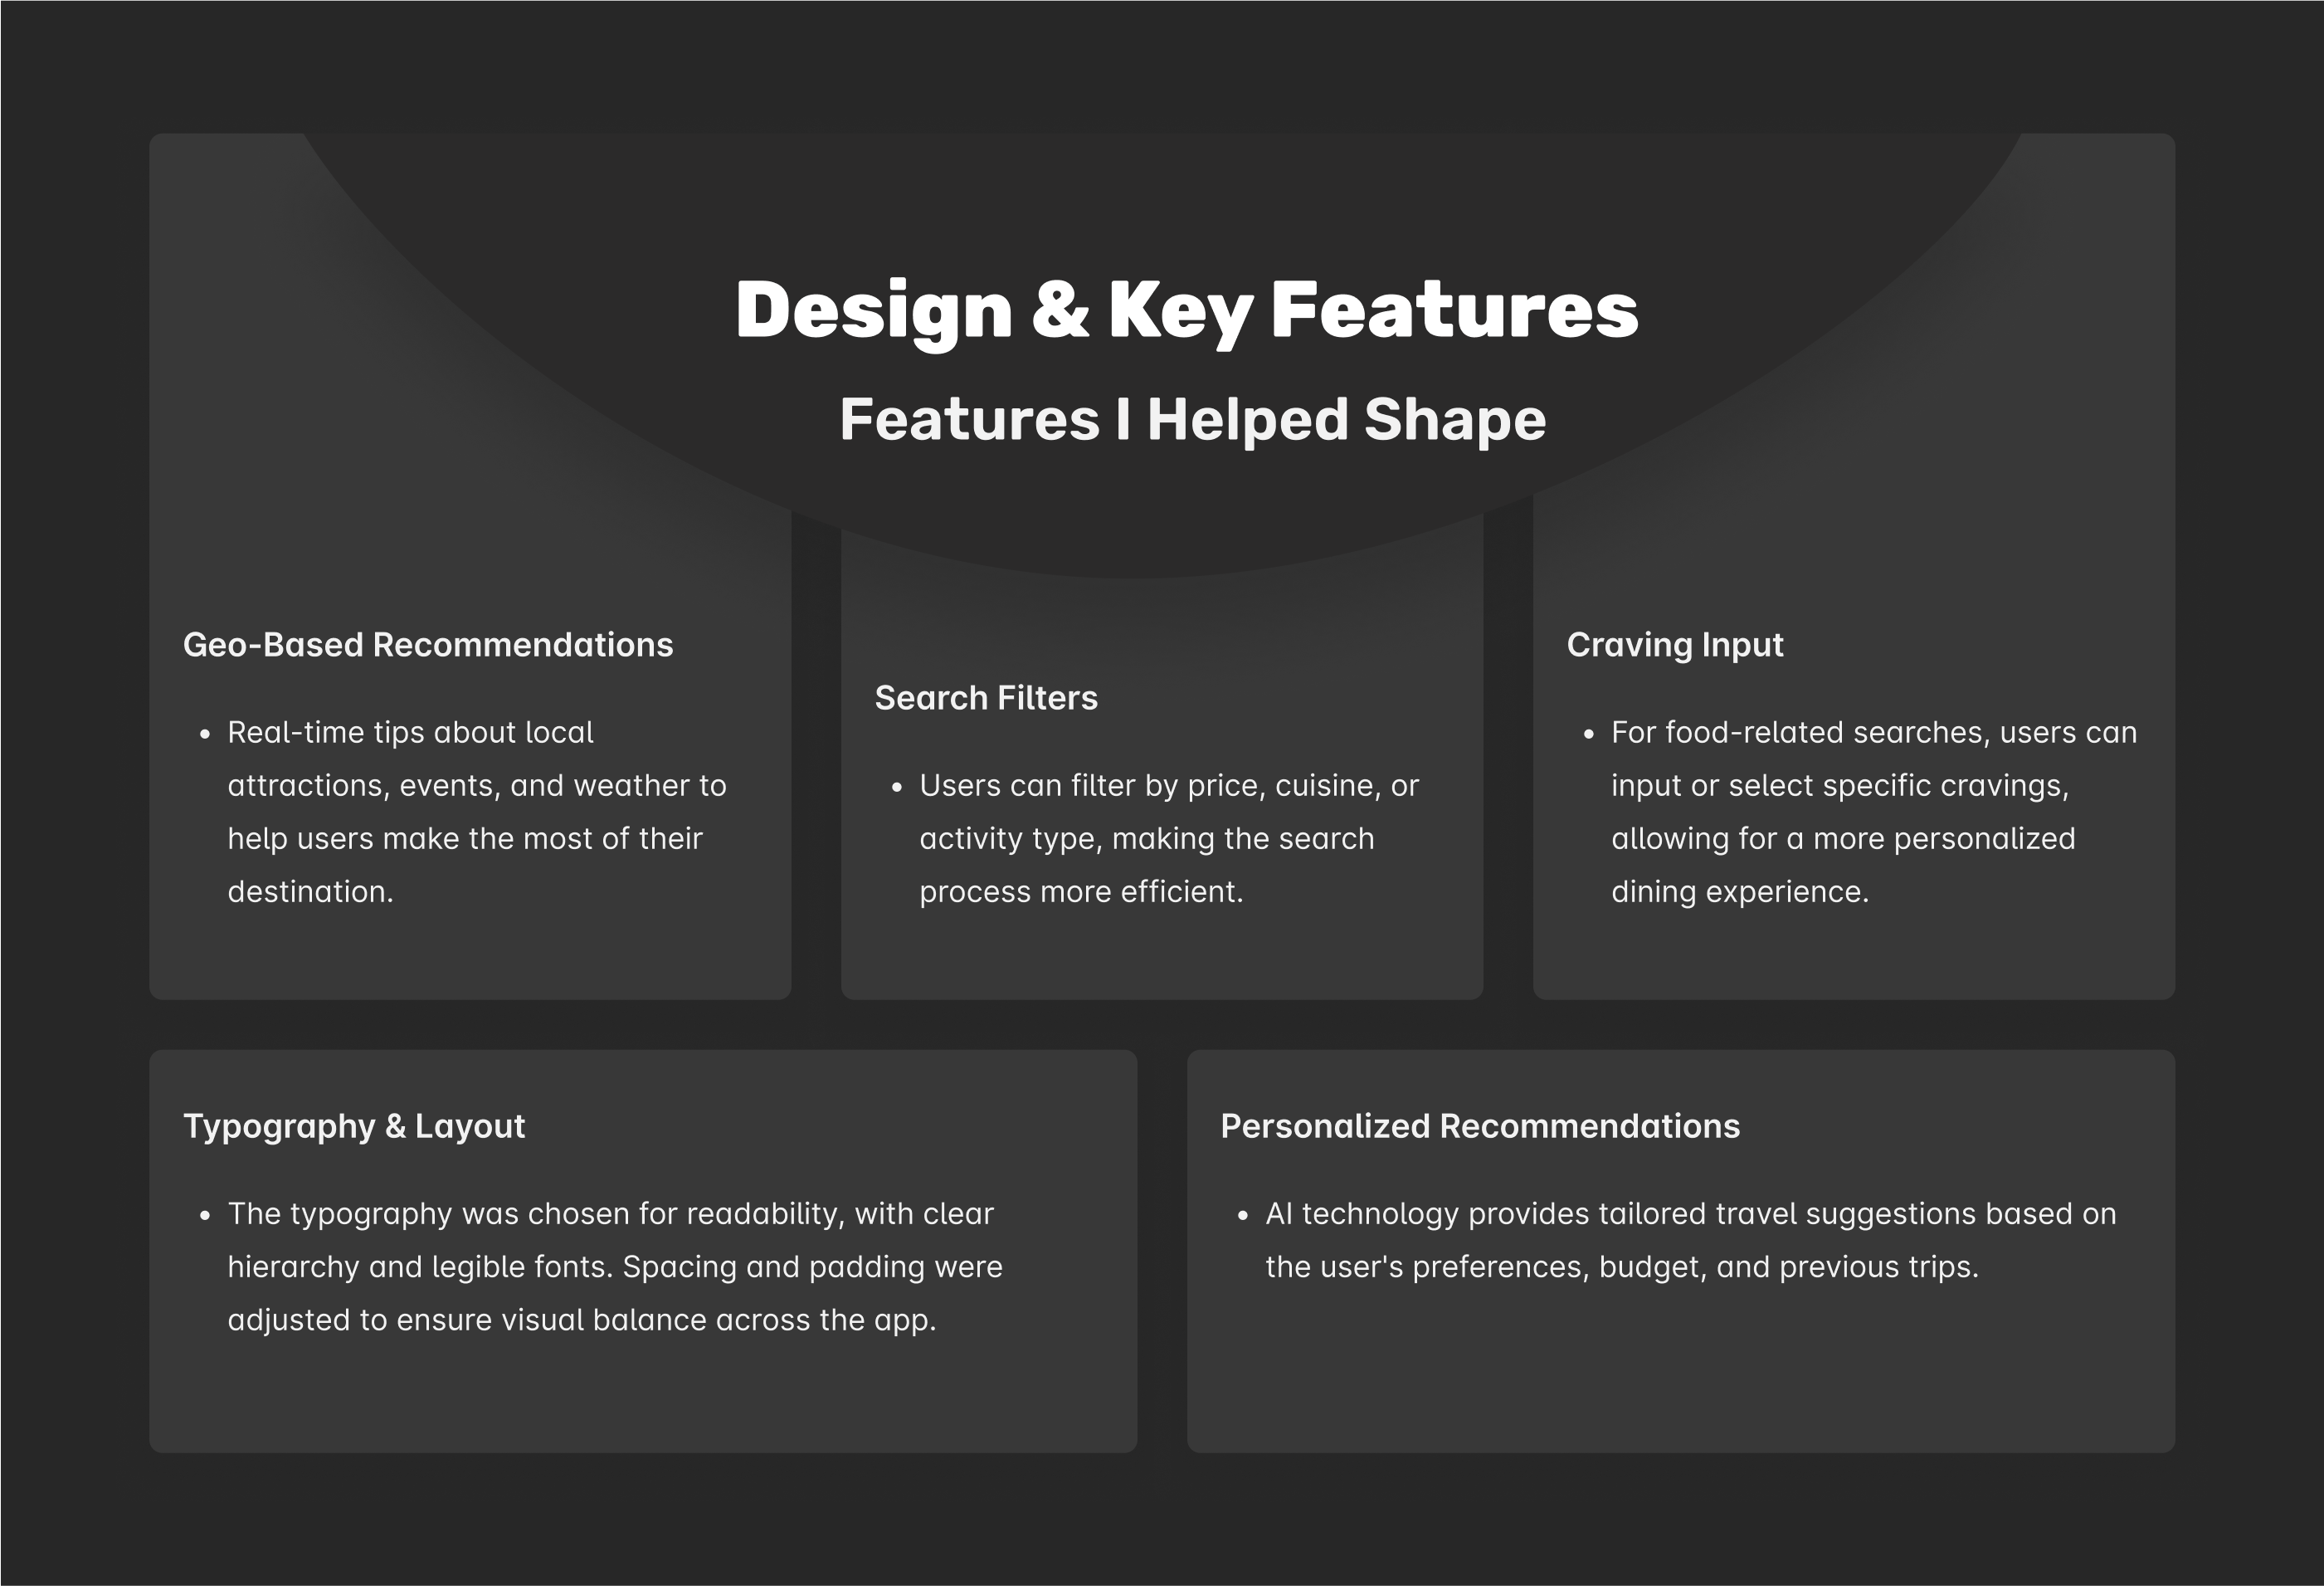 Design & Key Features
Features I Helped Shape
Geo-Based Recommendations
• Real-time tips about local
attractions, events, and weather to
help users make the most of their
destination.
Search Filters
• Users can filter by price, cuisine, or
activity type, making the search
process more efficient.
Craving Input
• For food-related searches, users can
input or select specific cravings,
allowing for a more personalized
dining experience.
Typography & Layout
• The typography was chosen for readability, with clear
hierarchy and legible fonts. Spacing and padding were
adjusted to ensure visual balance across the app.
Personalized Recommendations
• AI technology provides tailored travel suggestions based on
the user's preferences, budget, and previous trips.